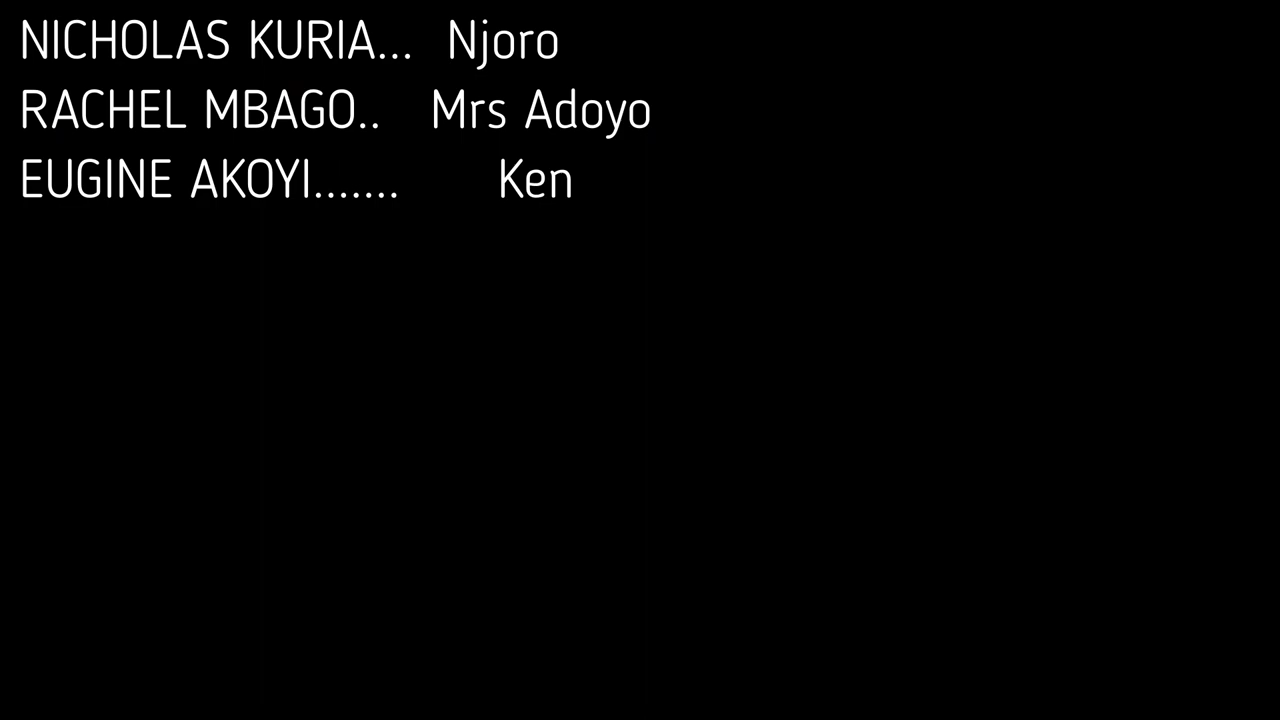 NICHOLAS KURIA... Njoro
RACHEL MBAGO.. Mrs Adoyo
EUGINE AKOYI....... Ken